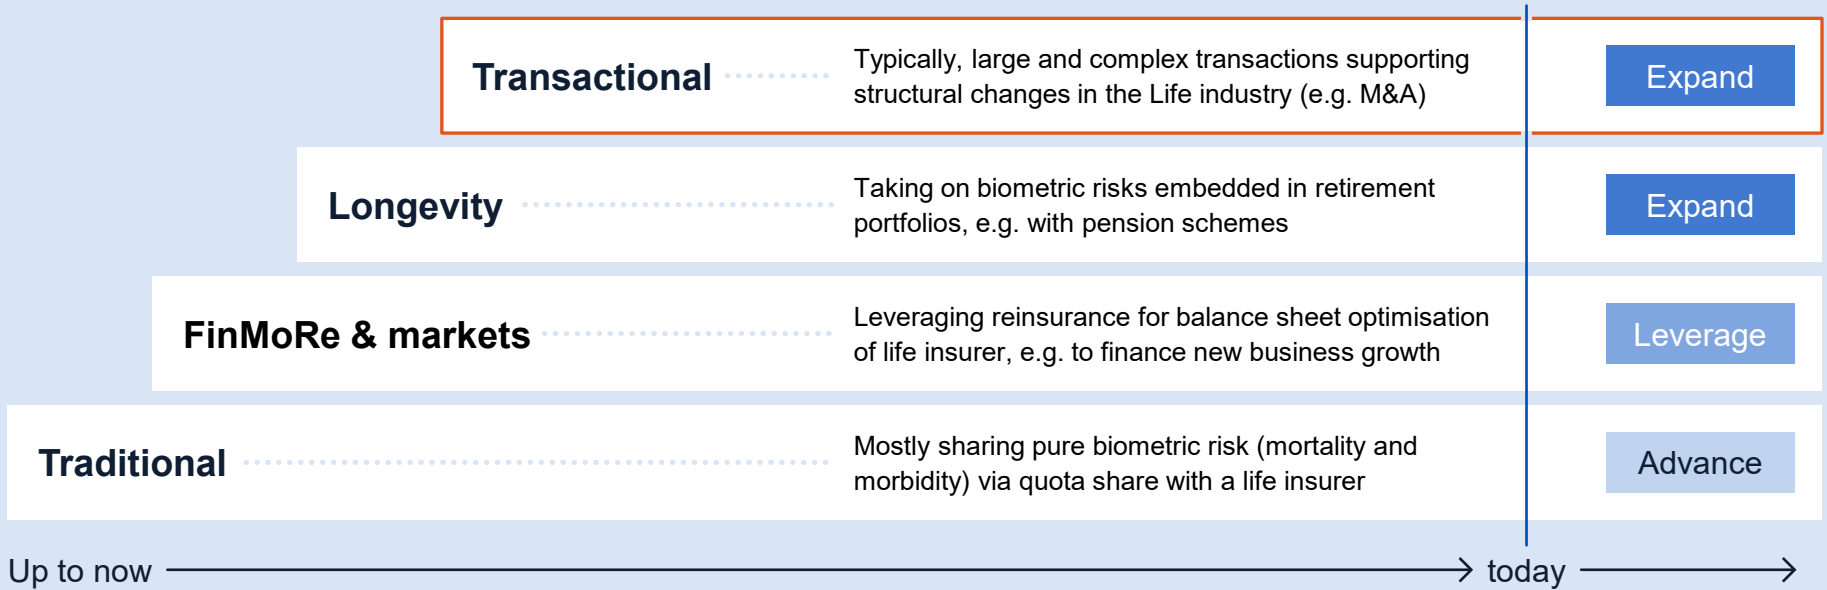 Transactional
Typically, large and complex transactions supporting
structural changes in the Life industry (e.g. M&A)
Expand
Longevity
Taking on biometric risks embedded in retirement
portfolios, e.g. with pension schemes
Expand
FinMoRe & markets
Leveraging reinsurance for balance sheet optimisation
of life insurer, e.g. to finance new business growth
Leverage
Traditional
Mostly sharing pure biometric risk (mortality and
morbidity) via quota share with a life insurer
Advance
Up to now
today